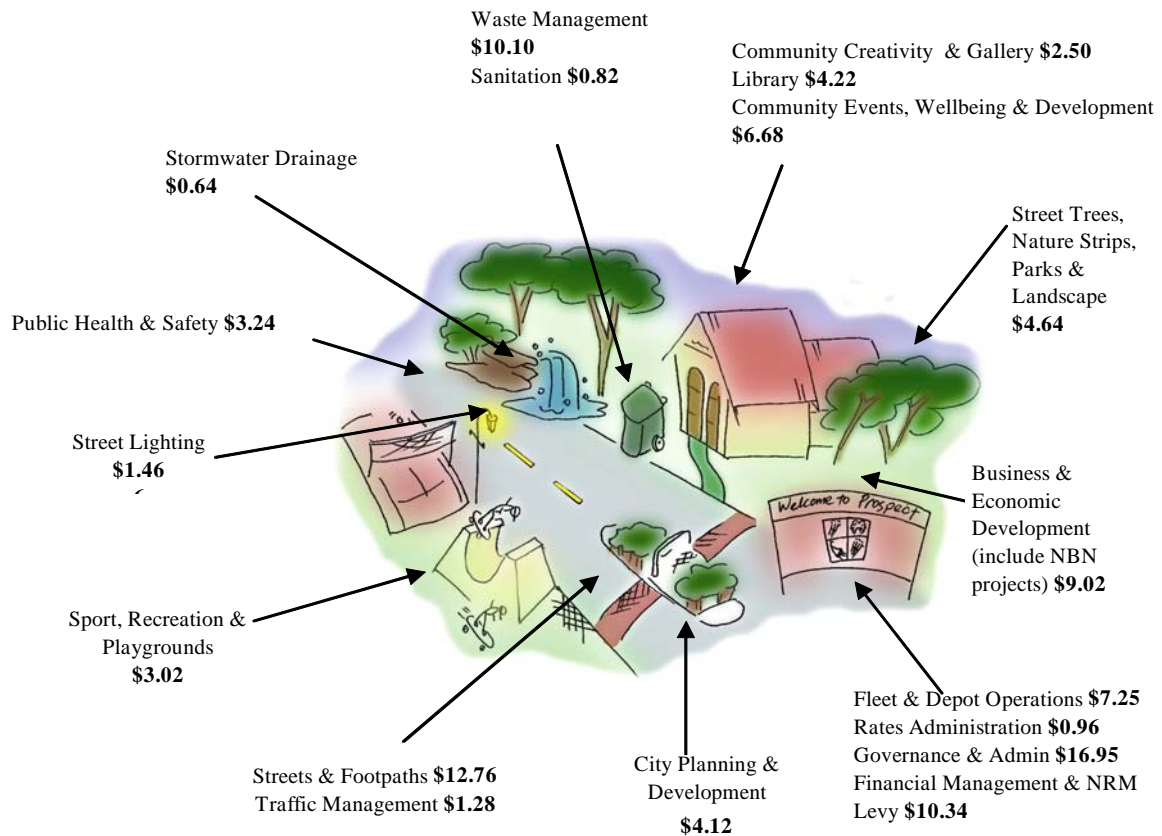 Waste Management
$10.10
Sanitation $0.82
Community Creativity & Gallery $2.50
Library $4.22
Community Events, Wellbeing & Development
$6.68
Stormwater Drainage
$0.64
Street Trees,
Nature Strips,
Parks &
Landscape
$4.64
Public Health & Safety $3.24
Street Lighting
$1.46
Business &
Economic
Development
(include NBN
projects) $9.02
Welcome to Prospect
Sport, Recreation &
Playgrounds
$3.02
Fleet & Depot Operations $7.25
Rates Administration $0.96
Governance & Admin $16.95
Financial Management & NRM
Levy $10.34
Streets & Footpaths $12.76
Traffic Management $1.28
City Planning &
Development
$4.12